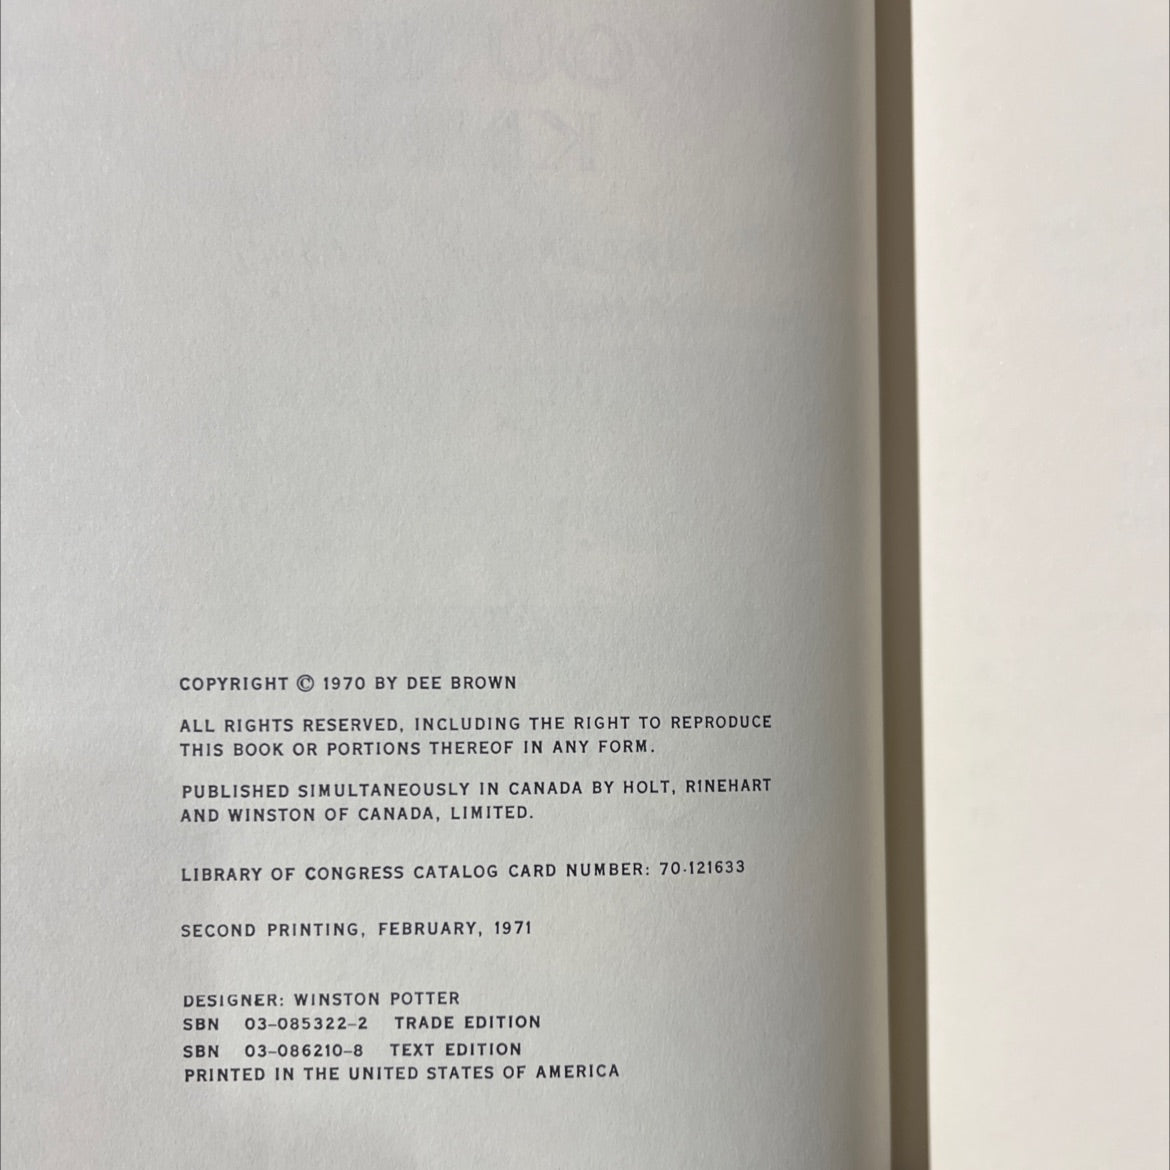 COPYRIGHT © 1970 BY DEE BROWN
ALL RIGHTS RESERVED, INCLUDING THE RIGHT TO REPRODUCE
THIS BOOK OR PORTIONS THEREOF IN ANY FORM.
PUBLISHED SIMULTANEOUSLY IN CANADA BY HOLT, RINEHART
AND WINSTON OF CANADA, LIMITED.
LIBRARY OF CONGRESS CATALOG CARD NUMBER: 70-121633
SECOND PRINTING, FEBRUARY, 1971
DESIGNER: WINSTON POTTER
SBN 03-085322-2 TRADE EDITION
SBN 03-086210-8 TEXT EDITION
PRINTED IN THE UNITED STATES OF AMERICA